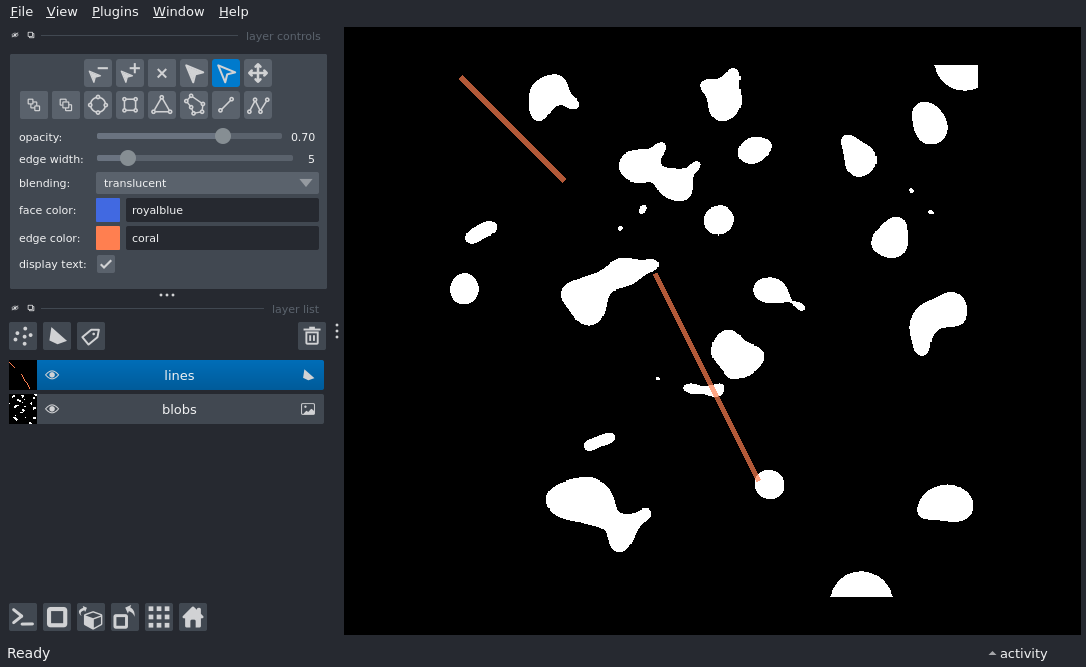 File View Plugins Window Help
layer controls
opacity: 0.70
edge width: 5
blending: translucent
face color: royalblue
edge color: coral
display text:
layer list
lines
blobs
Ready
activity